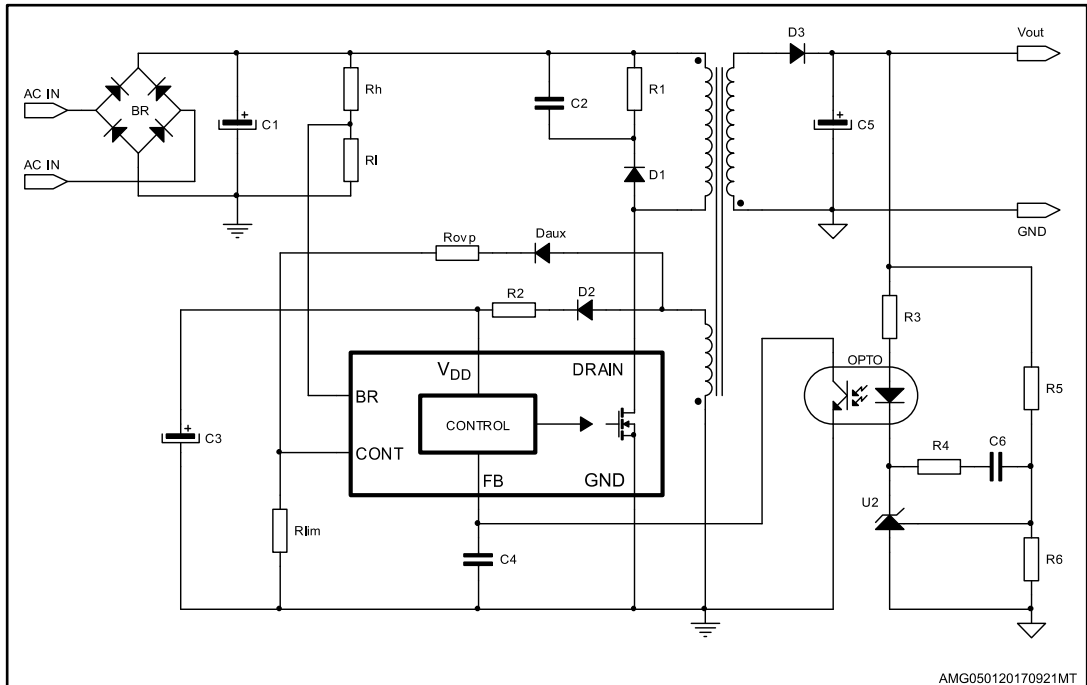 D3
Vout
AC IN
BR
Rh
C2
R1
C1
C5
AC IN
Rl
D1
GND
Rovp
Daux
R2
D2
R3
VDD
DRAIN
OPTO
BR
R5
CONTROL
C3
R4
C6
CONT
FB
GND
U2
Rlim
C4
R6
AMG050120170921MT